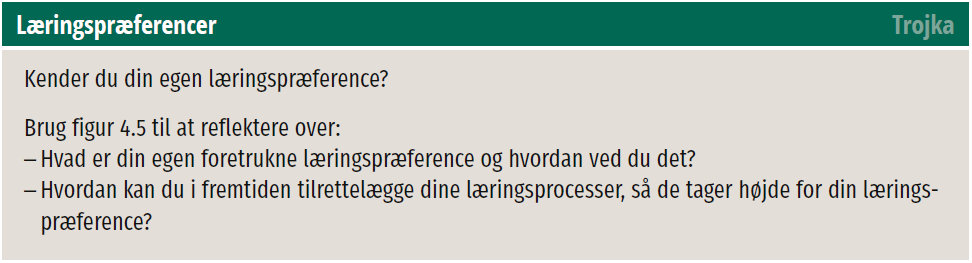 Læringspræferencer Trojka
Kender du din egen læringspræference?
Brug figur 4.5 til at reflektere over:
– Hvad er din egen foretrukne læringspræference og hvordan ved du det?
– Hvordan kan du i fremtiden tilrettelægge dine læringsprocesser, så de tager højde for din lærings-
præference?